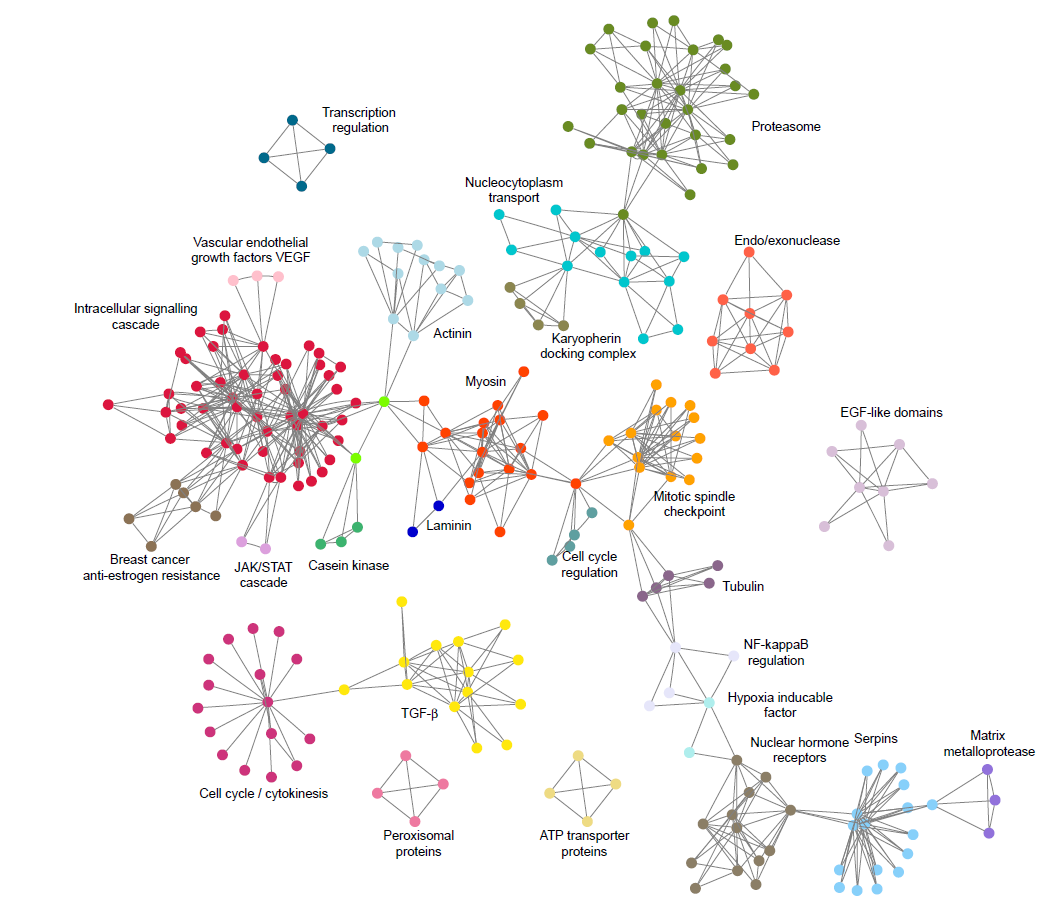 Transcription
regulation
Proteasome
Nucleocytoplasm
transport
Vascular endothelial
growth factors VEGF
Endo/exonuclease
Intracellular signalling
cascade
Actinin
Karyopherin
docking complex
Myosin
EGF-like domains
Mitotic spindle
checkpoint
Laminin
Breast cancer
anti-estrogen resistance
JAK/STAT
cascade
Casein kinase
Cell cycle
regulation
Tubulin
NF-kappaB
regulation
TGF-β
Hypoxia inducable
factor
Nuclear hormone
receptors
Serpins
Matrix
metalloprotease
Cell cycle / cytokinesis
Peroxisomal
proteins
ATP transporter
proteins